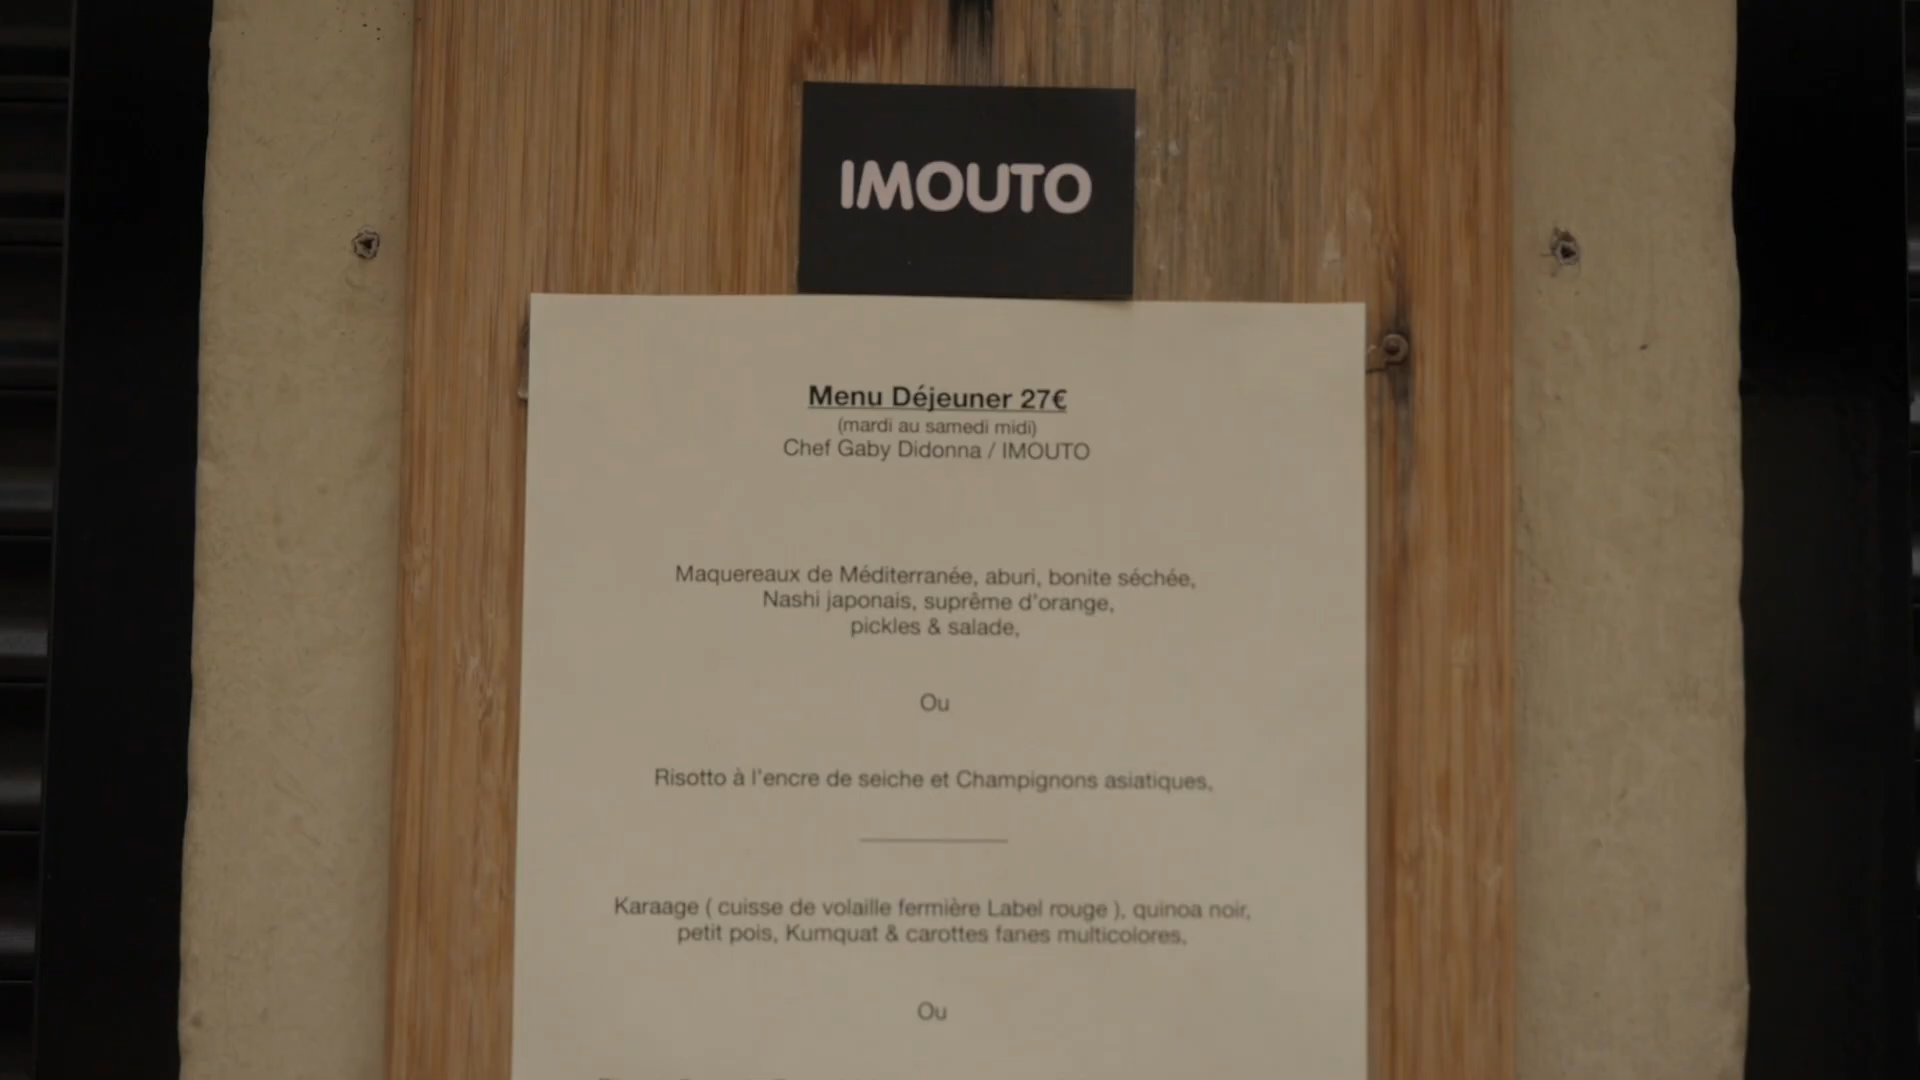 IMOUTO
Menu Déjeuner 27€
(mardi au samedi midi)
Chef Gaby Didonna / IMOUTO
Maquereaux de Méditerranée, aburi, bonite séchée,
Nashi japonais, suprême d'orange,
pickles & salade,
Ou
Risotto à l'encre de seiche et Champignons asiatiques,
Karaage ( cuisse de volaille fermière Label rouge ), quinoa noir,
petit pois, Kumquat & carottes fanes multicolores,
Ou